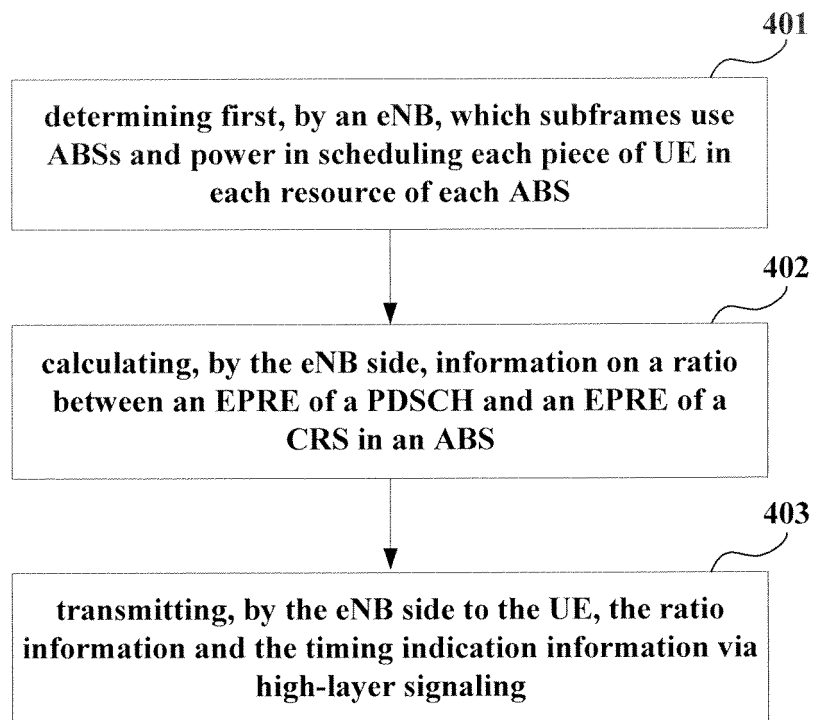 401
determining first, by an eNB, which subframes use
ABSs and power in scheduling each piece of UE in
each resource of each ABS
402
calculating, by the eNB side, information on a ratio
between an EPRE of a PDSCH and an EPRE of a
CRS in an ABS
403
transmitting, by the eNB side to the UE, the ratio
information and the timing indication information via
high-layer signaling